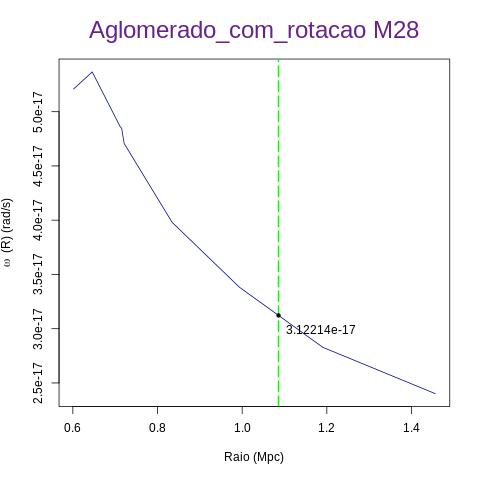 Aglomerado_com_rotacao M28
ω (R) (rad/s)
5.0e-17
4.5e-17
4.0e-17
3.5e-17
3.0e-17
2.5e-17
3.12214e-17
0.6 0.8 1.0 1.2 1.4
Raio (Mpc)